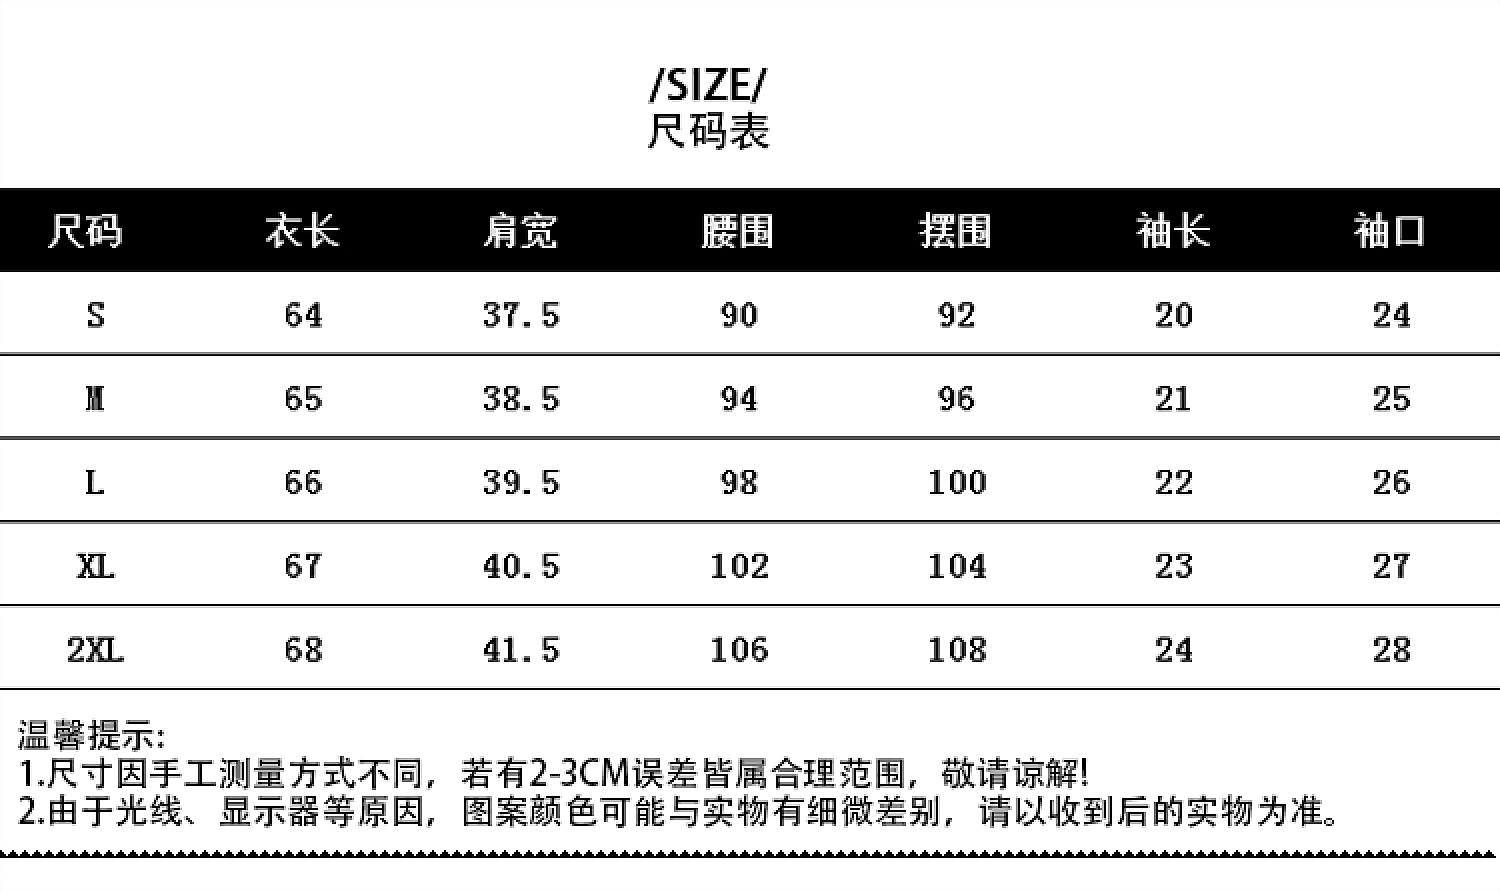 /SIZE/
尺码表
尺码 衣长 肩宽 腰围 摆围 袖长 袖口
S 64 37.5 90 92 20 24
M 65 38.5 94 96 21 25
L 66 39.5 98 100 22 26
XL 67 40.5 102 104 23 27
2XL 68 41.5 106 108 24 28
温馨提示:
1.尺寸因手工测量方式不同，若有2-3CM误差皆属合理范围，敬请谅解!
2.由于光线、显示器等原因，图案颜色可能与实物有细微差别，请以收到后的实物为准。